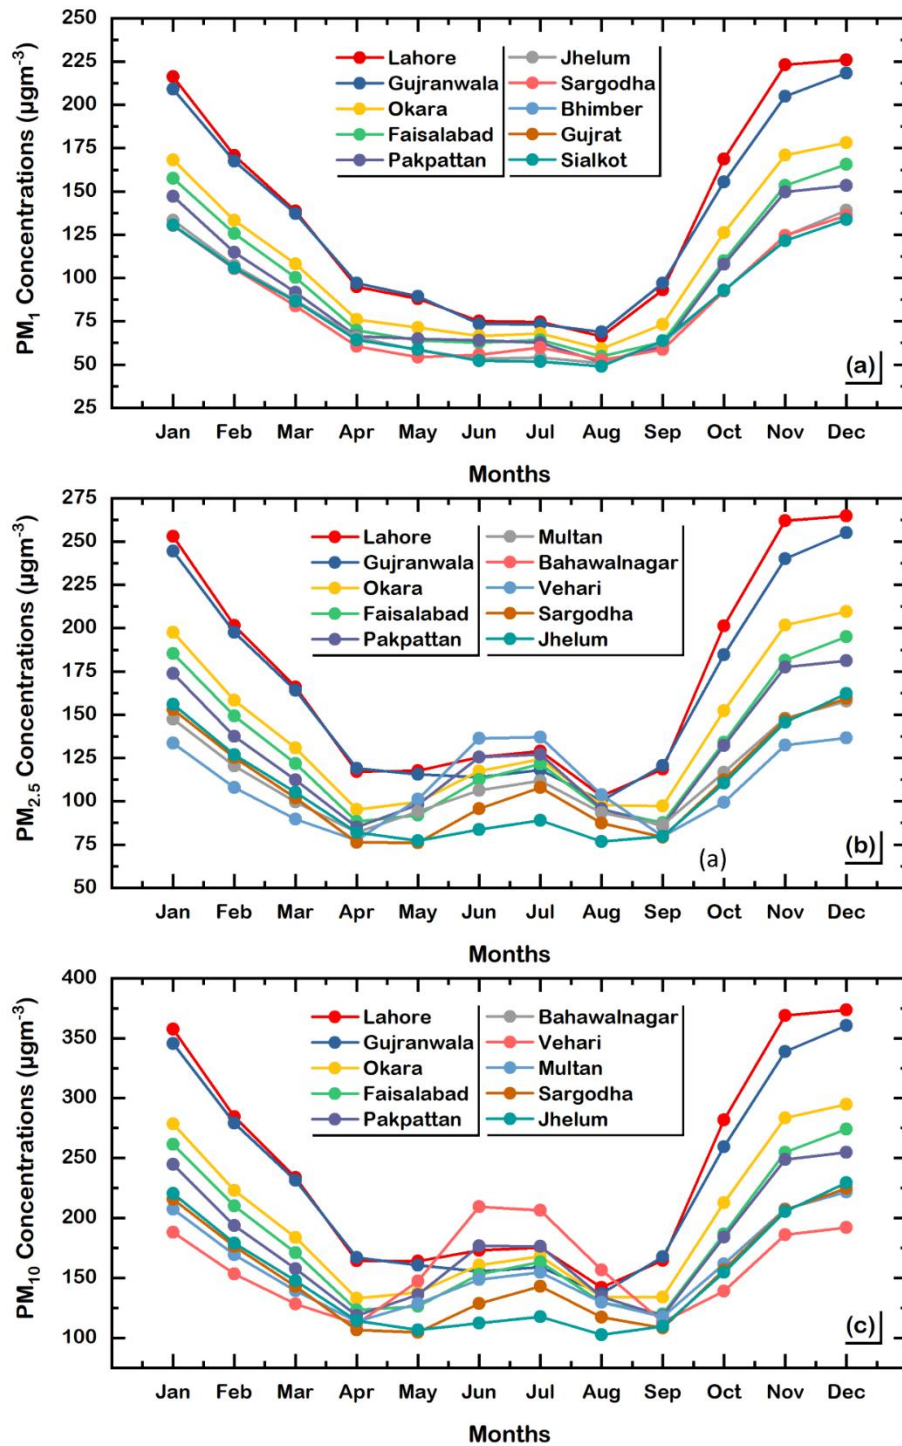 250
225
200
175
150
125
100
75
50
25
PM₁ Concentrations (µgm⁻³)
Lahore Jhelum
Gujranwala Sargodha
Okara Bhimber
Faisalabad Gujrat
Pakpattan Sialkot
(a)
Jan Feb Mar Apr May Jun Jul Aug Sep Oct Nov Dec
Months
275
250
225
200
175
150
125
100
75
50
PM₂.₅ Concentrations (µgm⁻³)
Lahore Multan
Gujranwala Bahawalnagar
Okara Vehari
Faisalabad Sargodha
Pakpattan Jhelum
(a) (b)
Jan Feb Mar Apr May Jun Jul Aug Sep Oct Nov Dec
Months
400
350
300
250
200
150
100
PM₁₀ Concentrations (µgm⁻³)
Lahore Bahawalnagar
Gujranwala Vehari
Okara Multan
Faisalabad Sargodha
Pakpattan Jhelum
(c)
Jan Feb Mar Apr May Jun Jul Aug Sep Oct Nov Dec
Months